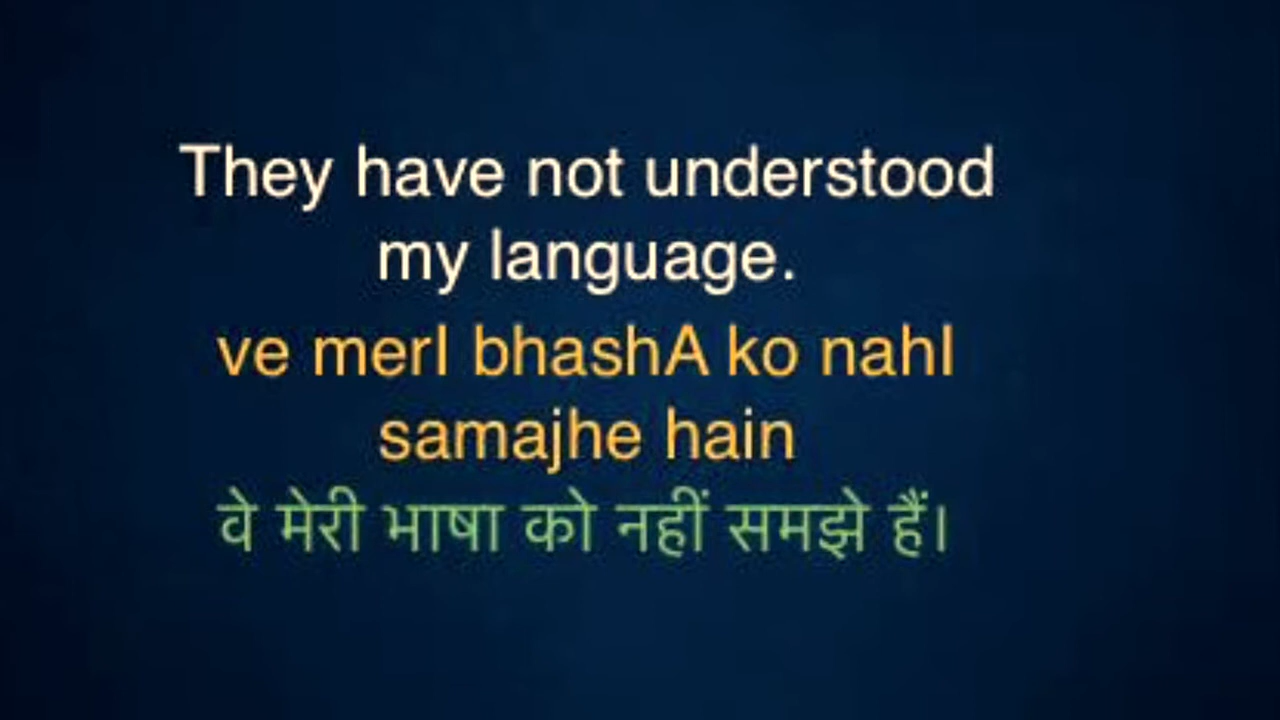 They have not understood
my language.
ve merI bhashA ko nahI
samajhe hain
वे मेरी भाषा को नहीं समझे हैं।